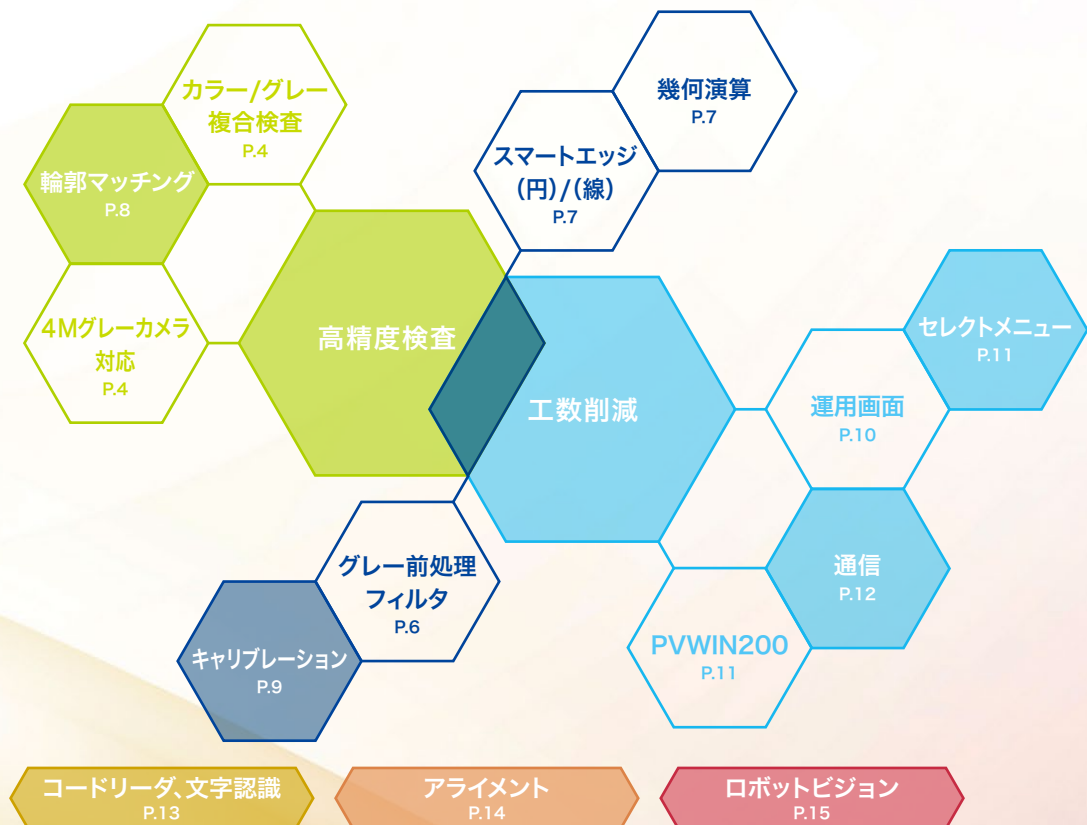 カラー/グレー
複合検査
P.4
輪郭マッチング
P.8
4Mグレーカメラ
対応
P.4
高精度検査
幾何演算
P.7
スマートエッジ
(円)/(線)
P.7
工数削減
セレクトメニュー
P.11
運用画面
P.10
通信
P.12
PVWIN200
P.11
グレー前処理
フィルタ
P.6
キャリブレーション
P.9
コードリーダ、文字認識
P.13
アライメント
P.14
ロボットビジョン
P.15